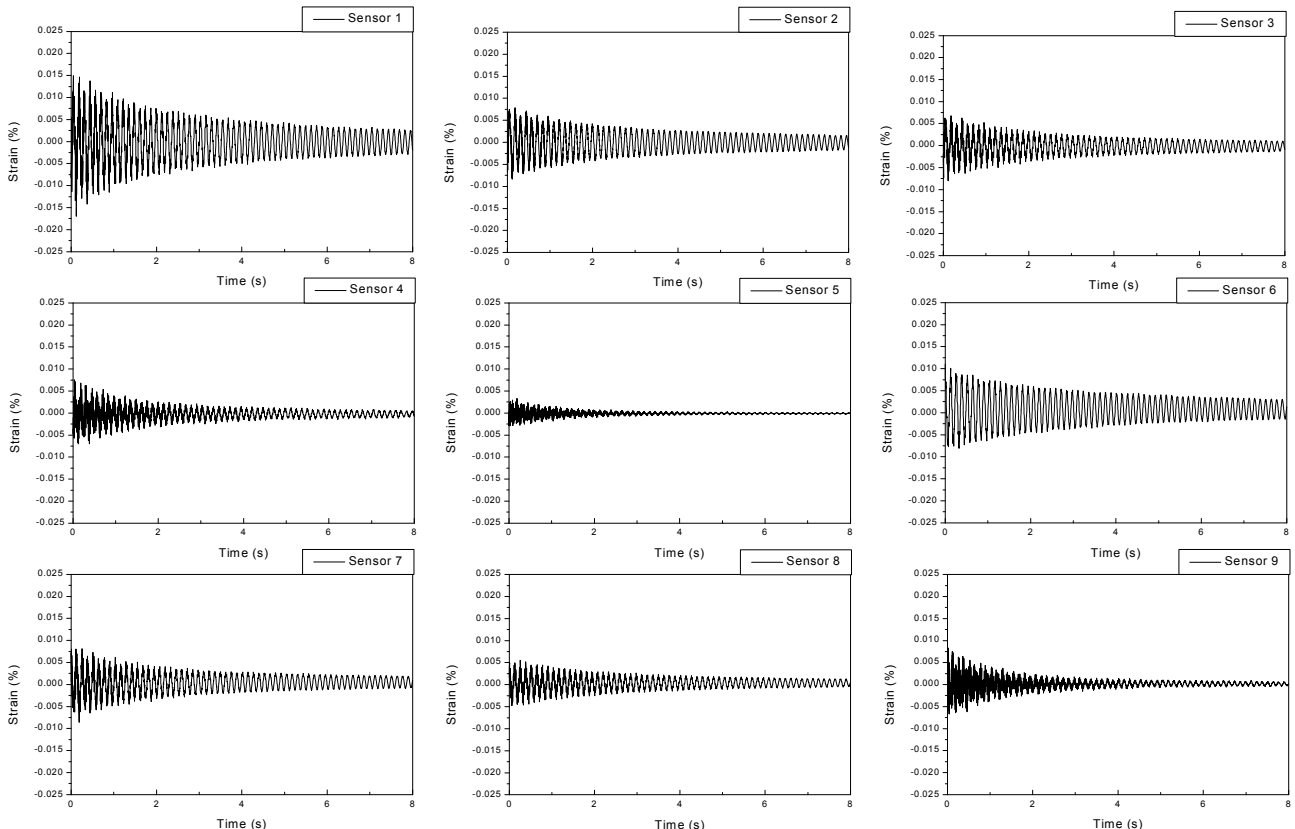 Sensor 1
0.025
0.020
0.015
0.010
0.005
0.000
-0.005
-0.010
-0.015
-0.020
-0.025
Strain (%)
0 2 4 6 8
Time (s)
Sensor 2
0.025
0.020
0.015
0.010
0.005
0.000
-0.005
-0.010
-0.015
-0.020
-0.025
Strain (%)
0 2 4 6 8
Time (s)
Sensor 3
0.025
0.020
0.015
0.010
0.005
0.000
-0.005
-0.010
-0.015
-0.020
-0.025
Strain (%)
0 2 4 6 8
Time (s)
Sensor 4
0.025
0.020
0.015
0.010
0.005
0.000
-0.005
-0.010
-0.015
-0.020
-0.025
Strain (%)
0 2 4 6 8
Time (s)
Sensor 5
0.025
0.020
0.015
0.010
0.005
0.000
-0.005
-0.010
-0.015
-0.020
-0.025
Strain (%)
0 2 4 6 8
Time (s)
Sensor 6
0.025
0.020
0.015
0.010
0.005
0.000
-0.005
-0.010
-0.015
-0.020
-0.025
Strain (%)
0 2 4 6 8
Time (s)
Sensor 7
0.025
0.020
0.015
0.010
0.005
0.000
-0.005
-0.010
-0.015
-0.020
-0.025
Strain (%)
0 2 4 6 8
Time (s)
Sensor 8
0.025
0.020
0.015
0.010
0.005
0.000
-0.005
-0.010
-0.015
-0.020
-0.025
Strain (%)
0 2 4 6 8
Time (s)
Sensor 9
0.025
0.020
0.015
0.010
0.005
0.000
-0.005
-0.010
-0.015
-0.020
-0.025
Strain (%)
0 2 4 6 8
Time (s)